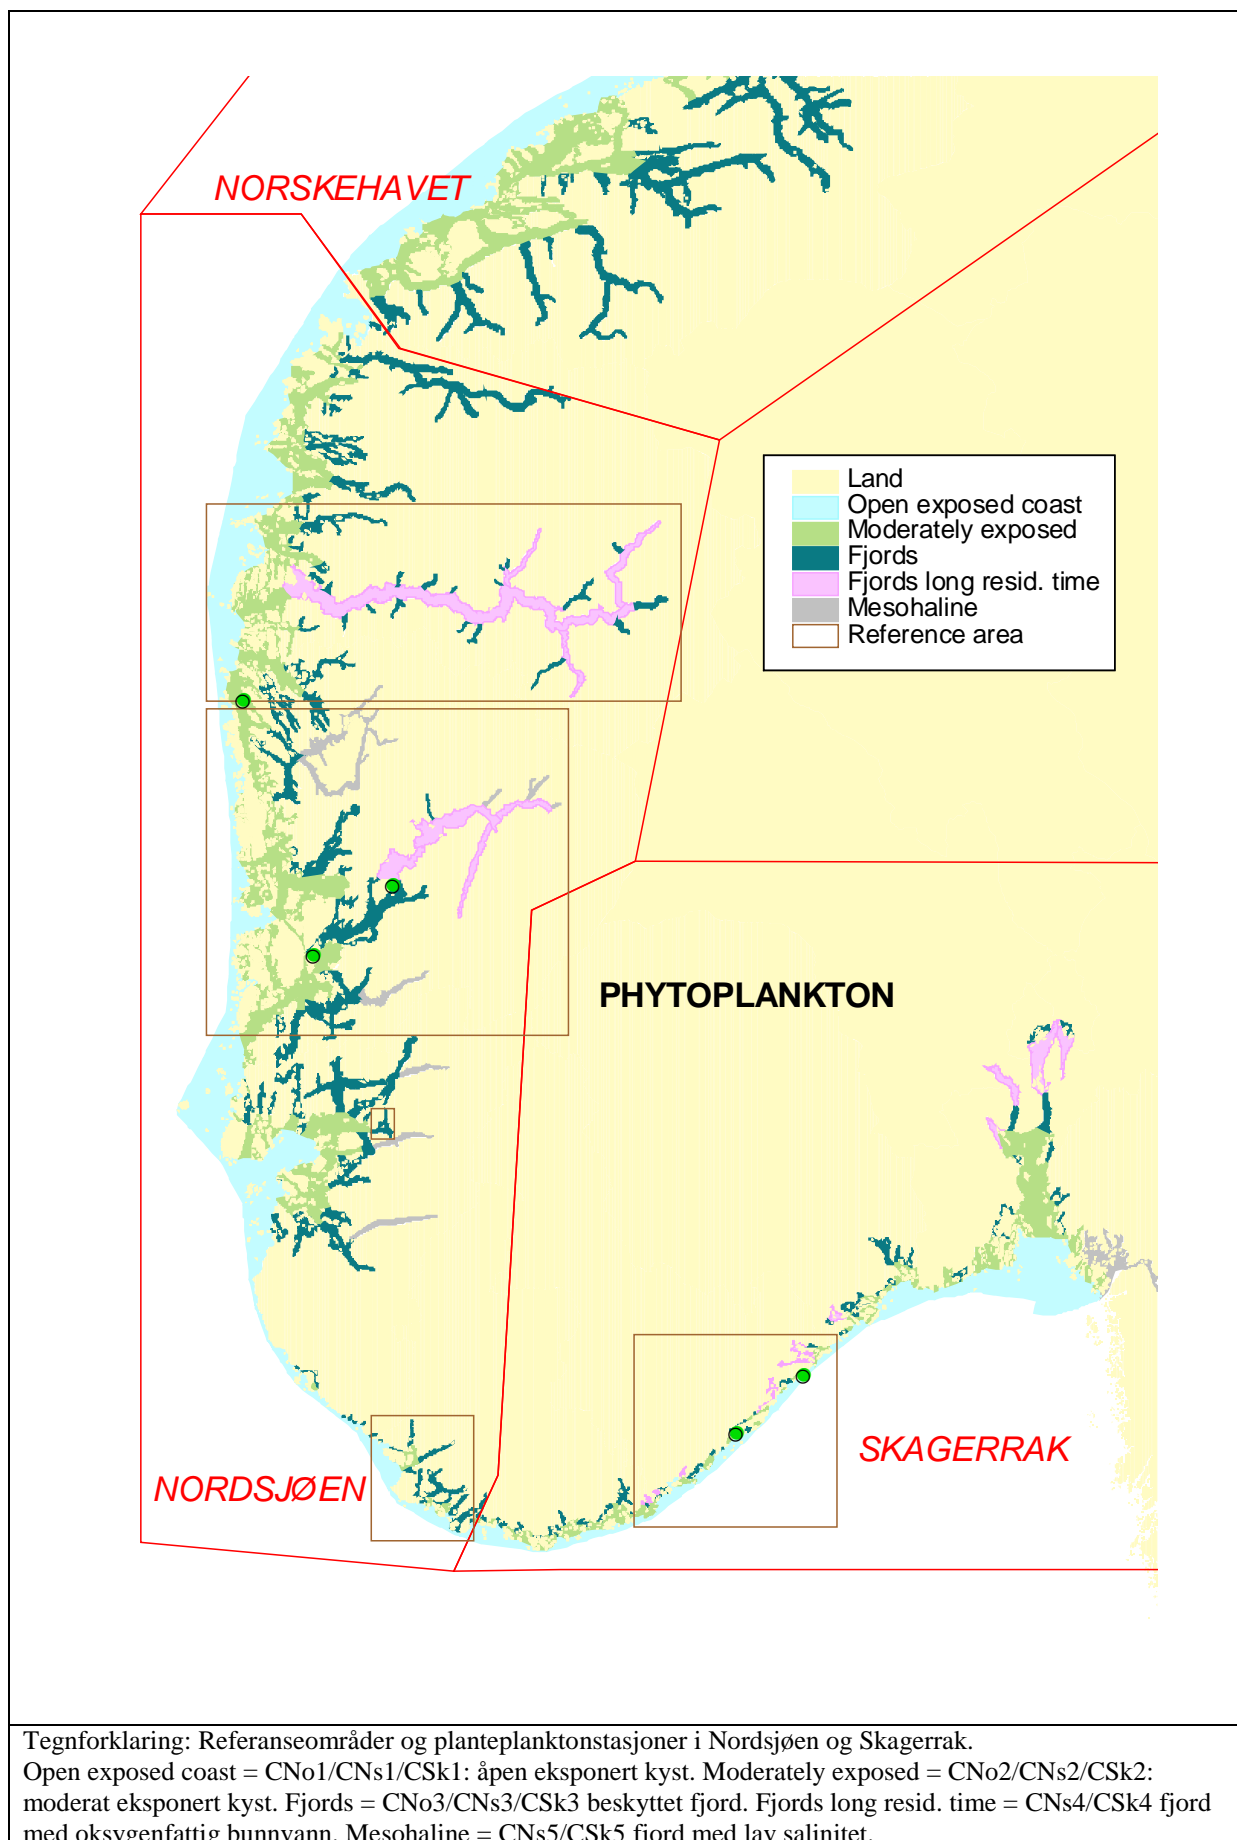 NORSKEHAVET
Land
Open exposed coast
Moderately exposed
Fjords
Fjords long resid. time
Mesohaline
Reference area
PHYTOPLANKTON
SKAGERRAK
NORDSJØEN
Tegnforklaring: Referanseområder og planteplanktonstasjoner i Nordsjøen og Skagerrak.
Open exposed coast = CNo1/CNs1/CSk1: åpen eksponert kyst. Moderately exposed = CNo2/CNs2/CSk2:
moderat eksponert kyst. Fjords = CNo3/CNs3/CSk3 beskyttet fjord. Fjords long resid. time = CNs4/CSk4 fjord
med oksygenfattig bunnvann. Mesohaline = CNs5/CSk5 fjord med lav salinitet.